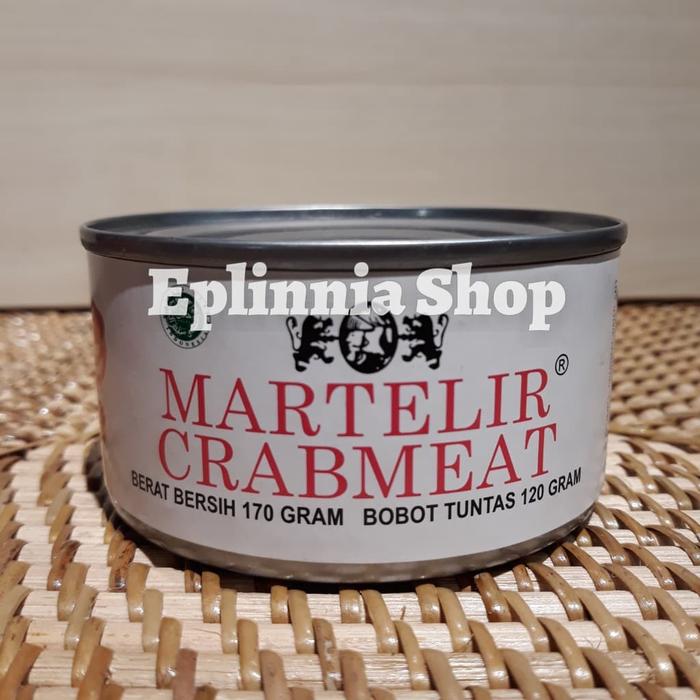 Eplinnia Shop
MARTELIR®
CRABMEAT
BERAT BERSIH 170 GRAM BOBOT TUNTAS 120 GRAM